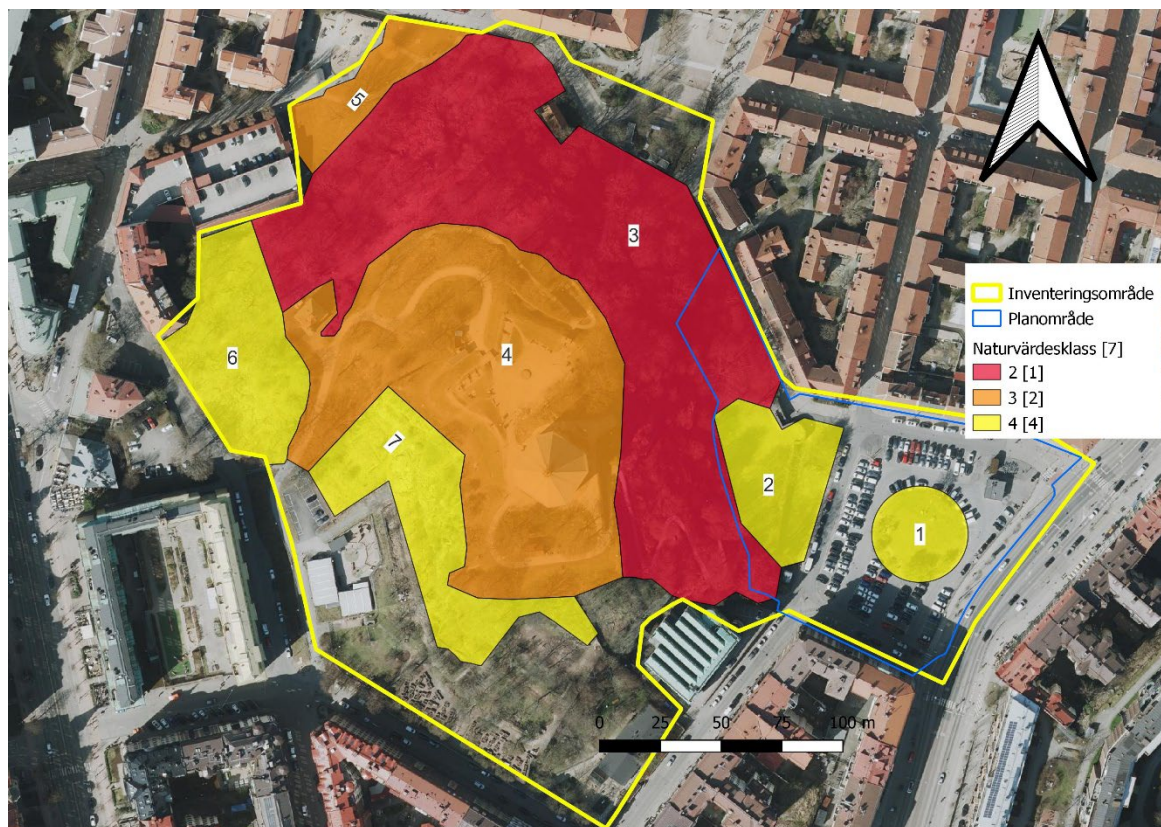 5
3
Inventeringsområde
Planområde
Naturvärdesklass [7]
2 [1]
3 [2]
4 [4]
4
6
7
2
1
0 25 50 75 100 m